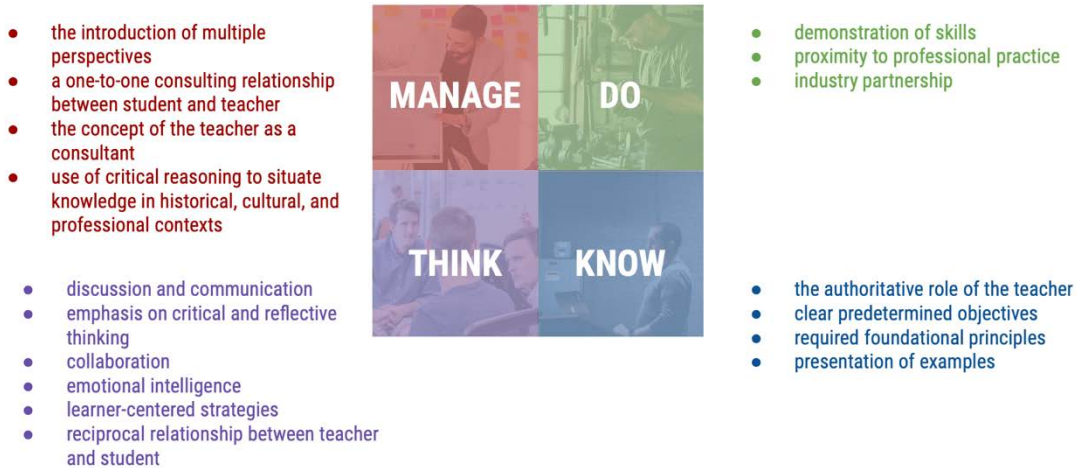 the introduction of multiple
perspectives
a one-to-one consulting relationship
between student and teacher
the concept of the teacher as a
consultant
use of critical reasoning to situate
knowledge in historical, cultural, and
professional contexts
MANAGE
DO
demonstration of skills
proximity to professional practice
industry partnership
discussion and communication
emphasis on critical and reflective
thinking
collaboration
emotional intelligence
learner-centered strategies
reciprocal relationship between teacher
and student
THINK
KNOW
the authoritative role of the teacher
clear predetermined objectives
required foundational principles
presentation of examples